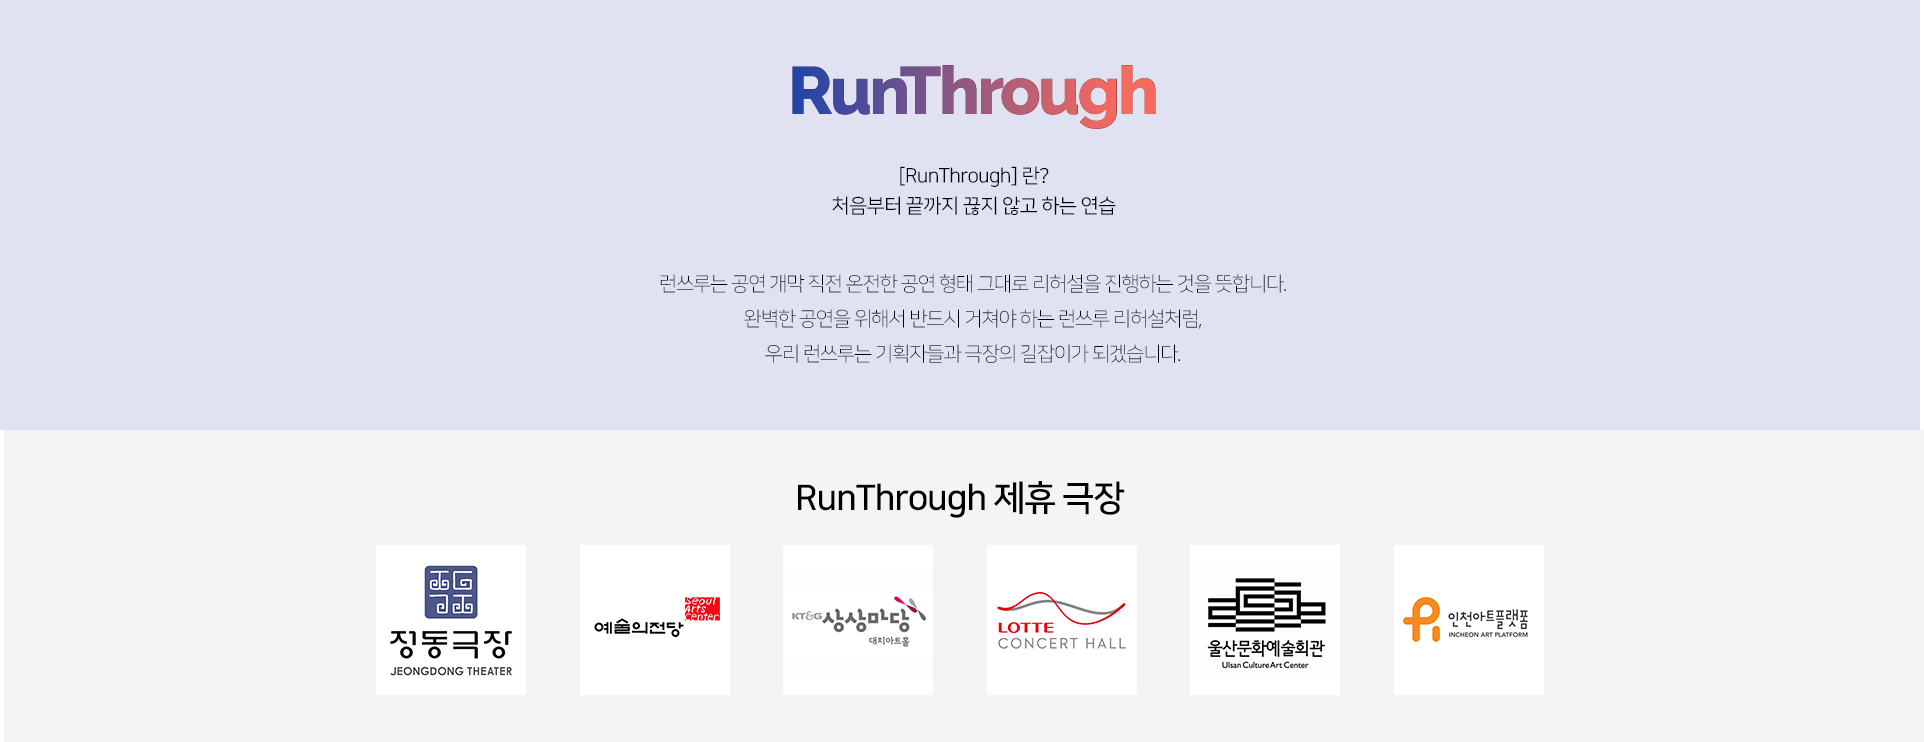 RunThrough
[RunThrough] 란?
처음부터 끝까지 끊지 않고 하는 연습
런쓰루는 공연 개막 직전 온전한 공연 형태 그대로 리허설을 진행하는 것을 뜻합니다.
완벽한 공연을 위해서 반드시 거쳐야 하는 런쓰루 리허설처럼,
우리 런쓰루는 기획자들과 극장의 길잡이가 되겠습니다.
RunThrough 제휴 극장
정동극장
JEONGDONG THEATER
Seoul
Arts
Center
예술의전당
KT&G 상상마당
대치아트홀
LOTTE
CONCERT HALL
울산문화예술회관
Ulsan Culture Art Center
인천아트플랫폼
INCHEON ART PLATFORM